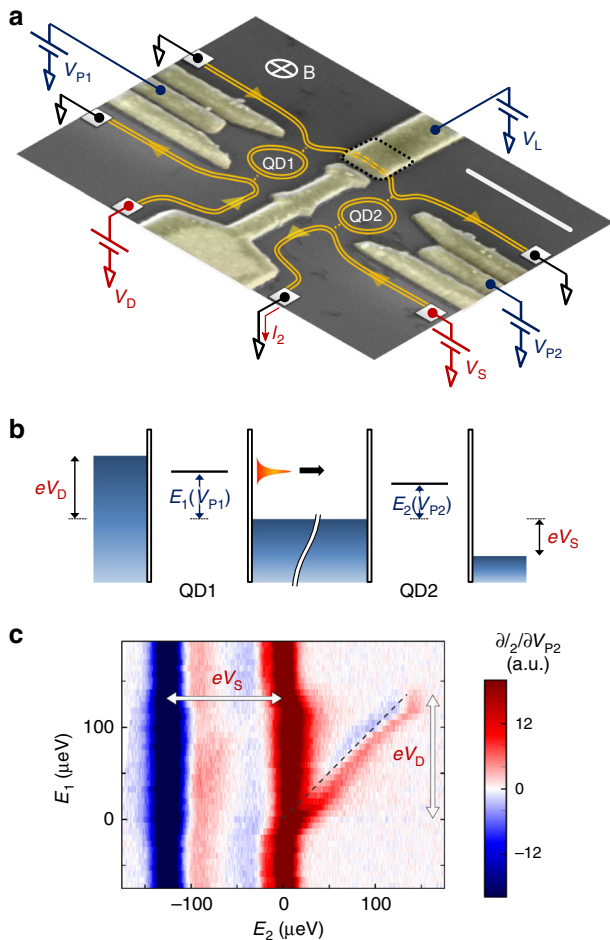 a
B
V_P1
V_L
QD1
QD2
V_D
I_2
V_S
V_P2
b
eV_D
E_1(V_P1)
E_2(V_P2)
eV_S
QD1
QD2
c
∂I_2/∂V_P2
(a.u.)
eV_S
eV_D
12
0
−12
100
0
E_1 (μeV)
−100
0
100
E_2 (μeV)